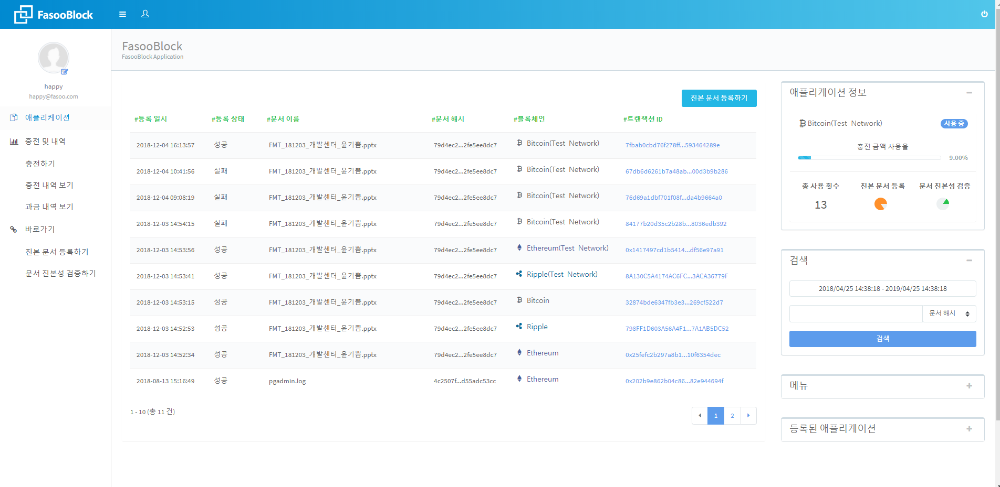 FasooBlock
happy
happy@fasoo.com
애플리케이션
충전 및 내역
충전하기
충전 내역 보기
과금 내역 보기
바로가기
진본 문서 등록하기
문서 진본성 검증하기
FasooBlock
FasooBlock Application
진본 문서 등록하기
#등록 일시 #등록 상태 #문서 이름 #문서 해시 #블록체인 #트랜잭션 ID
2018-12-04 16:13:57 성공 FMT_181203_개발센터_윤기쁨.pptx 79d4ec2...2fe5ee8dc7 Bitcoin(Test Network) 7fbab0cbd76f278ff...593464289e
2018-12-04 10:41:56 실패 FMT_181203_개발센터_윤기쁨.pptx 79d4ec2...2fe5ee8dc7 Bitcoin(Test Network) 67db6d6261b7a48ab...00d3b9b286
2018-12-04 09:08:19 실패 FMT_181203_개발센터_윤기쁨.pptx 79d4ec2...2fe5ee8dc7 Bitcoin(Test Network) 76d69a1dbf701f08f...da4b9664a0
2018-12-03 14:54:15 실패 FMT_181203_개발센터_윤기쁨.pptx 79d4ec2...2fe5ee8dc7 Bitcoin(Test Network) 84177b20d35c2b28b...8036edb392
2018-12-03 14:53:56 성공 FMT_181203_개발센터_윤기쁨.pptx 79d4ec2...2fe5ee8dc7 Ethereum(Test Network) 0x1417497cd1b5414...df56e97a91
2018-12-03 14:53:41 성공 FMT_181203_개발센터_윤기쁨.pptx 79d4ec2...2fe5ee8dc7 Ripple(Test Network) 8A130C5A4174AC6FC...3ACA36779F
2018-12-03 14:53:15 성공 FMT_181203_개발센터_윤기쁨.pptx 79d4ec2...2fe5ee8dc7 Bitcoin 32874bde6347fb3e3...269cf522d7
2018-12-03 14:52:53 성공 FMT_181203_개발센터_윤기쁨.pptx 79d4ec2...2fe5ee8dc7 Ripple 798FF1D603A56A4F1...7A1AB5DC52
2018-12-03 14:52:34 성공 FMT_181203_개발센터_윤기쁨.pptx 79d4ec2...2fe5ee8dc7 Ethereum 0x25fefc2b297a8b1...10f6354dec
2018-08-13 15:16:49 성공 pgadmin.log 4c2507f...d55adc53cc Ethereum 0x202b9e862b04c86...82e944694f
1 - 10 (총 11 건)
1 2
애플리케이션 정보
Bitcoin(Test Network) 사용 중
충전 금액 사용율
9.00%
총 사용 횟수 진본 문서 등록 문서 진본성 검증
13
검색
2018/04/25 14:38:18 - 2019/04/25 14:38:18
문서 해시
검색
메뉴
등록된 애플리케이션